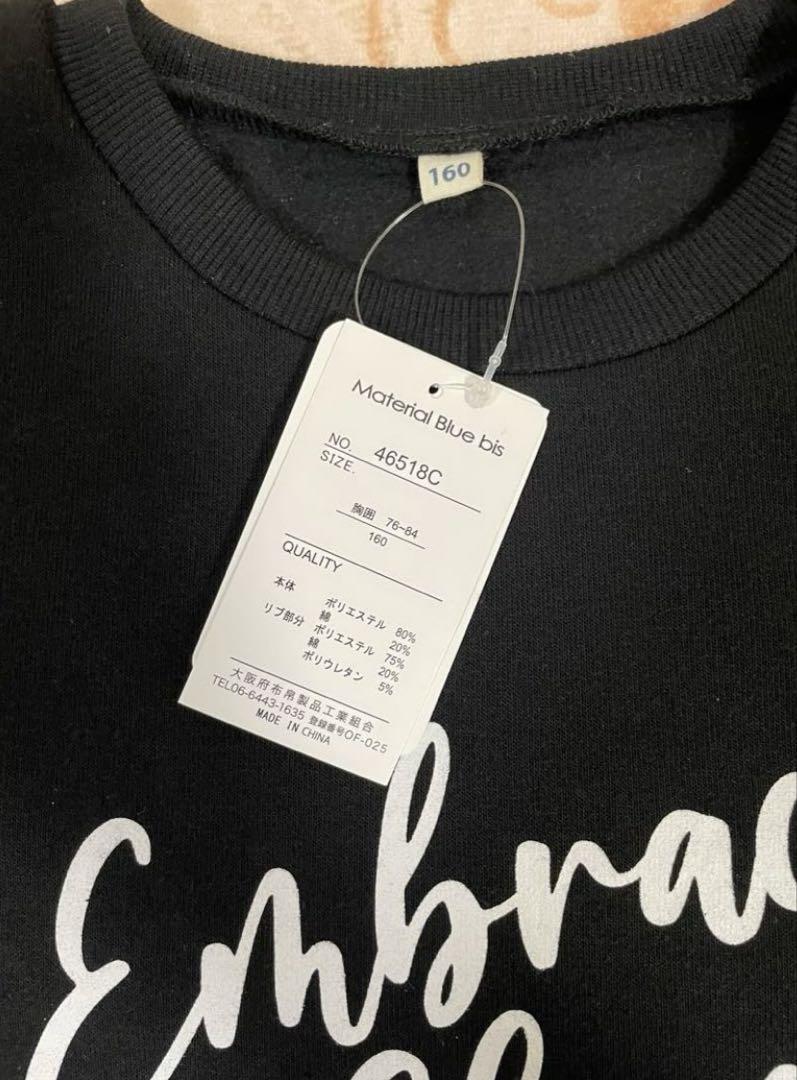 160
Material Blue bis
NO. 46518C
SIZE.
胸囲 76-84
160
QUALITY
本体 ポリエステル 80%
綿 20%
リブ部分 ポリエステル 75%
綿 20%
ポリウレタン 5%
大阪府布帛製品工業組合
TEL06-6443-1635 登録番号OF-025
MADE IN CHINA
Embrac